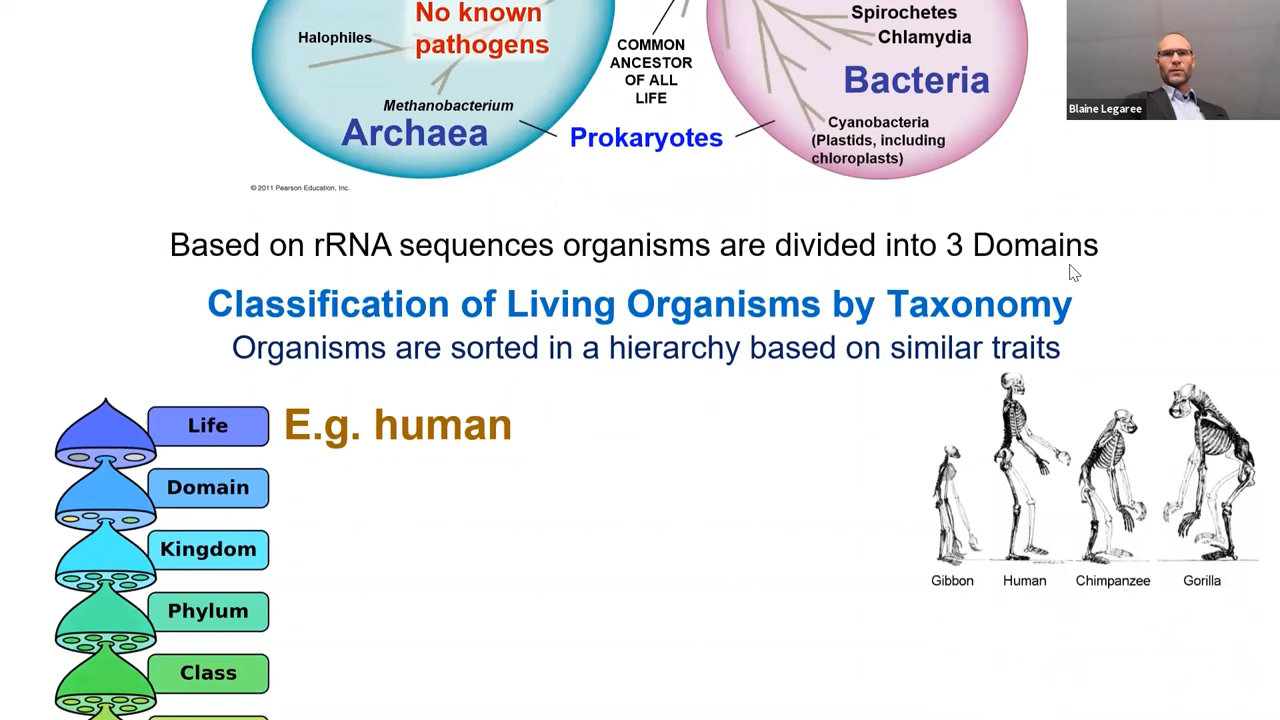 No known
pathogens
Halophiles
Methanobacterium
Archaea
COMMON
ANCESTOR
OF ALL
LIFE
Prokaryotes
Spirochetes
Chlamydia
Bacteria
Cyanobacteria
(Plastids, including
chloroplasts)
Blaine Legaree
© 2011 Pearson Education, Inc.
Based on rRNA sequences organisms are divided into 3 Domains
Classification of Living Organisms by Taxonomy
Organisms are sorted in a hierarchy based on similar traits
Life
E.g. human
Domain
Kingdom
Phylum
Class
Gibbon
Human
Chimpanzee
Gorilla